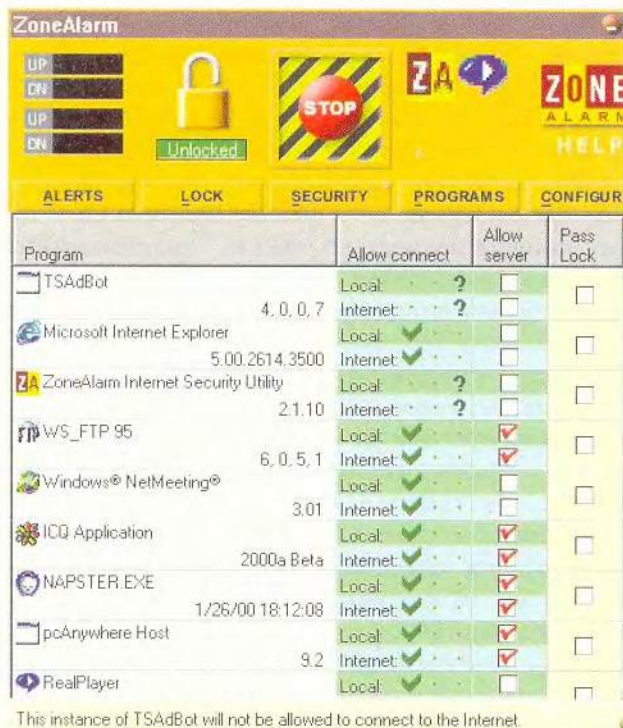 ZoneAlarm
UP
DN
UP
DN
Unlocked
STOP
ZA
ZONE
ALARM
HELP
ALERTS LOCK SECURITY PROGRAMS CONFIGUR
Program Allow connect Allow server Pass Lock
TSAdBot Local: ?
4, 0, 0, 7 Internet: ?
Microsoft Internet Explorer Local:
5.00.2614.3500 Internet:
ZA ZoneAlarm Internet Security Utility Local: ?
2.1.10 Internet: ?
WS_FTP 95 Local:
6, 0, 5, 1 Internet:
Windows® NetMeeting® Local:
3.01 Internet:
ICQ Application Local:
2000a Beta Internet:
NAPSTER.EXE Local:
1/26/00 18:12:08 Internet:
pcAnywhere Host Local:
9.2 Internet:
RealPlayer Local:
This instance of TSAdBot will not be allowed to connect to the Internet.